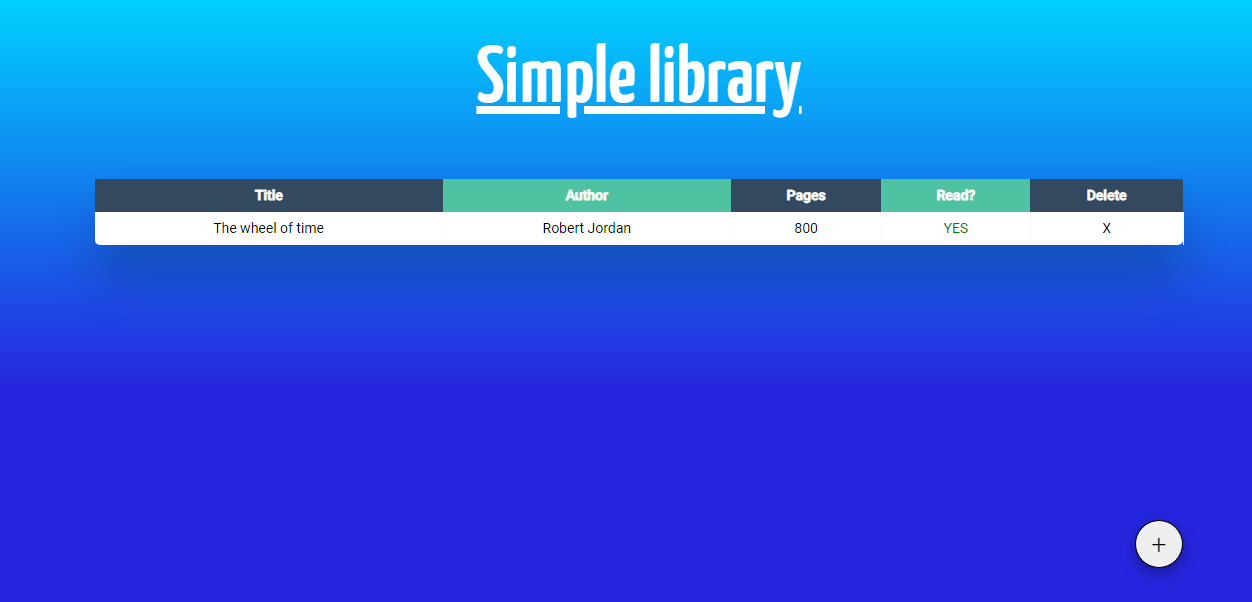 Simple library
Title Author Pages Read? Delete
The wheel of time Robert Jordan 800 YES X
+